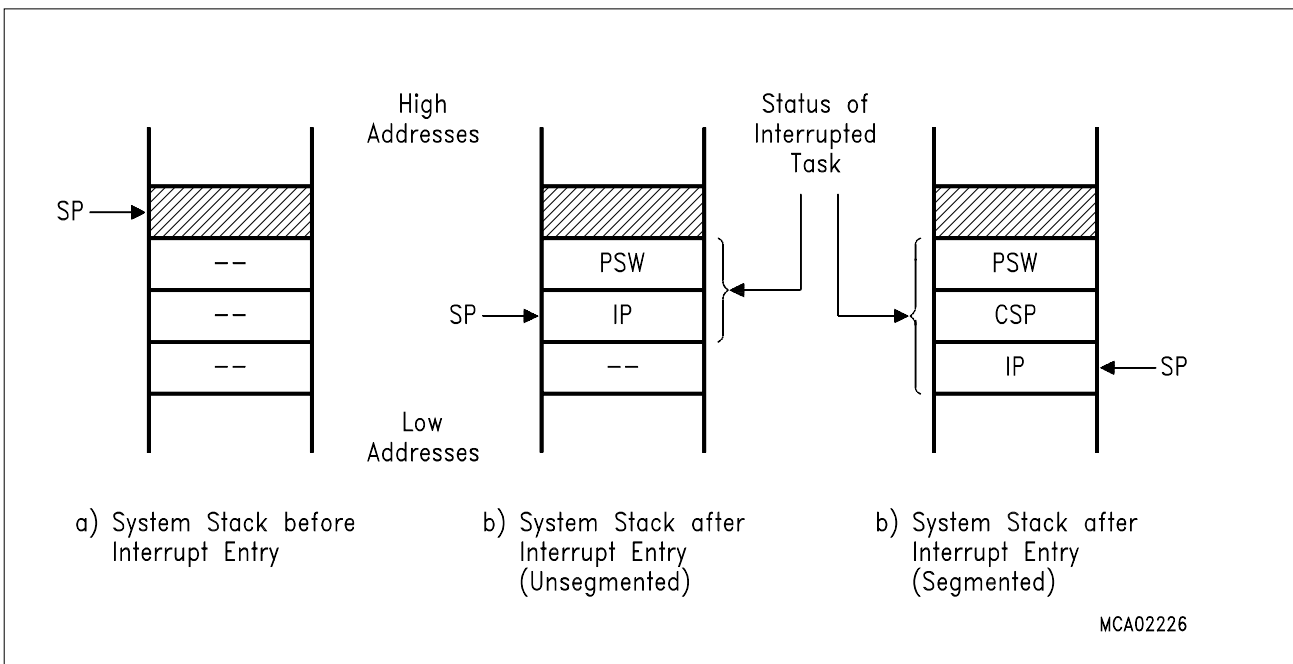 High
Addresses
Status of
Interrupted
Task
SP
--
--
--
PSW
SP
IP
--
PSW
CSP
IP
SP
Low
Addresses
a) System Stack before
Interrupt Entry
b) System Stack after
Interrupt Entry
(Unsegmented)
b) System Stack after
Interrupt Entry
(Segmented)
MCA02226